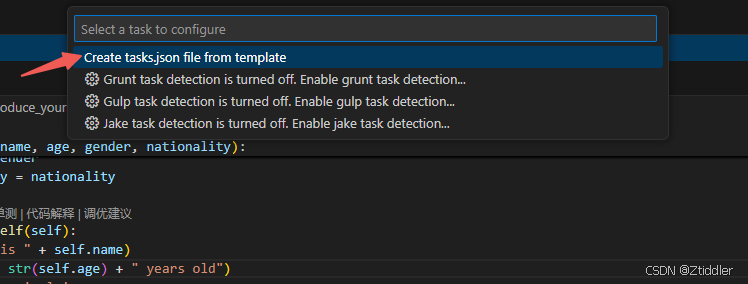 Select a task to configure
Create tasks.json file from template
Grunt task detection is turned off. Enable grunt task detection...
Gulp task detection is turned off. Enable gulp task detection...
Jake task detection is turned off. Enable jake task detection...
oduce_your
name, age, gender, nationality):
ender
y = nationality
单测 | 代码解释 | 调优建议
elf(self):
is " + self.name)
str(self.age) + " years old")
CSDN @Ztiddler